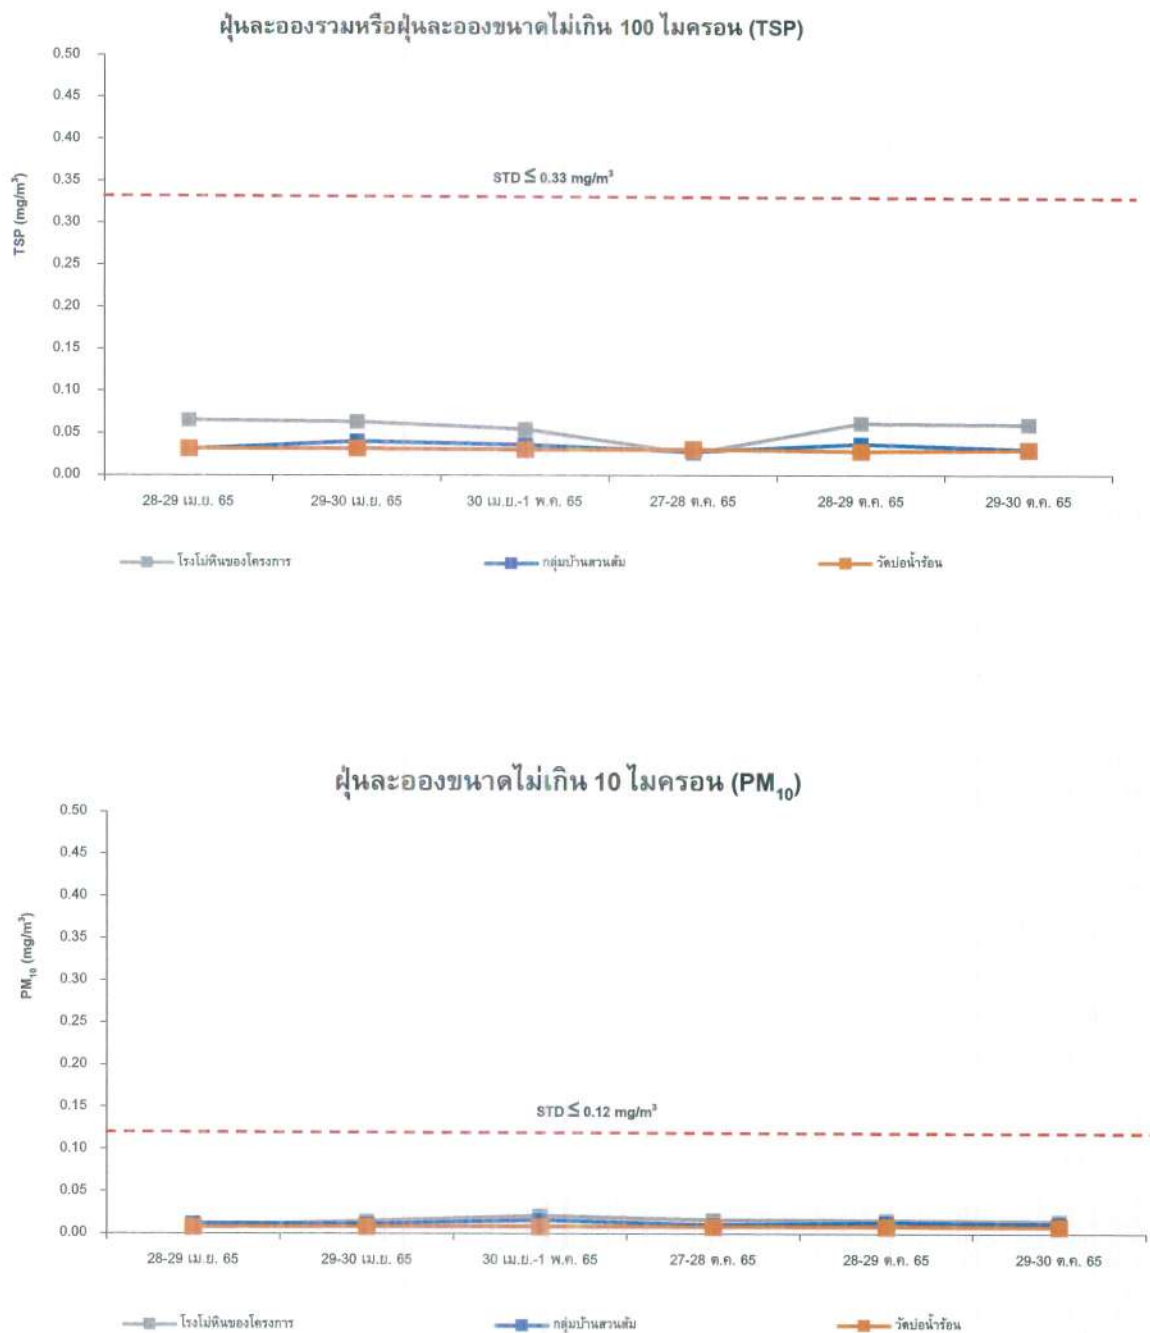 ฝุ่นละอองรวมหรือฝุ่นละอองขนาดไม่เกิน 100 ไมครอน (TSP)
0.50
0.45
0.40
0.35
0.30
0.25
0.20
0.15
0.10
0.05
0.00
TSP (mg/m³)
STD ≤ 0.33 mg/m³
28-29 เม.ย. 65
29-30 เม.ย. 65
30 เม.ย.-1 พ.ค. 65
27-28 ต.ค. 65
28-29 ต.ค. 65
29-30 ต.ค. 65
โรงโม่หินของโครงการ
กลุ่มบ้านสวนส้ม
วัดบ่อน้ำร้อน
ฝุ่นละอองขนาดไม่เกิน 10 ไมครอน (PM₁₀)
0.50
0.45
0.40
0.35
0.30
0.25
0.20
0.15
0.10
0.05
0.00
PM₁₀ (mg/m³)
STD ≤ 0.12 mg/m³
28-29 เม.ย. 65
29-30 เม.ย. 65
30 เม.ย.-1 พ.ค. 65
27-28 ต.ค. 65
28-29 ต.ค. 65
29-30 ต.ค. 65
โรงโม่หินของโครงการ
กลุ่มบ้านสวนส้ม
วัดบ่อน้ำร้อน